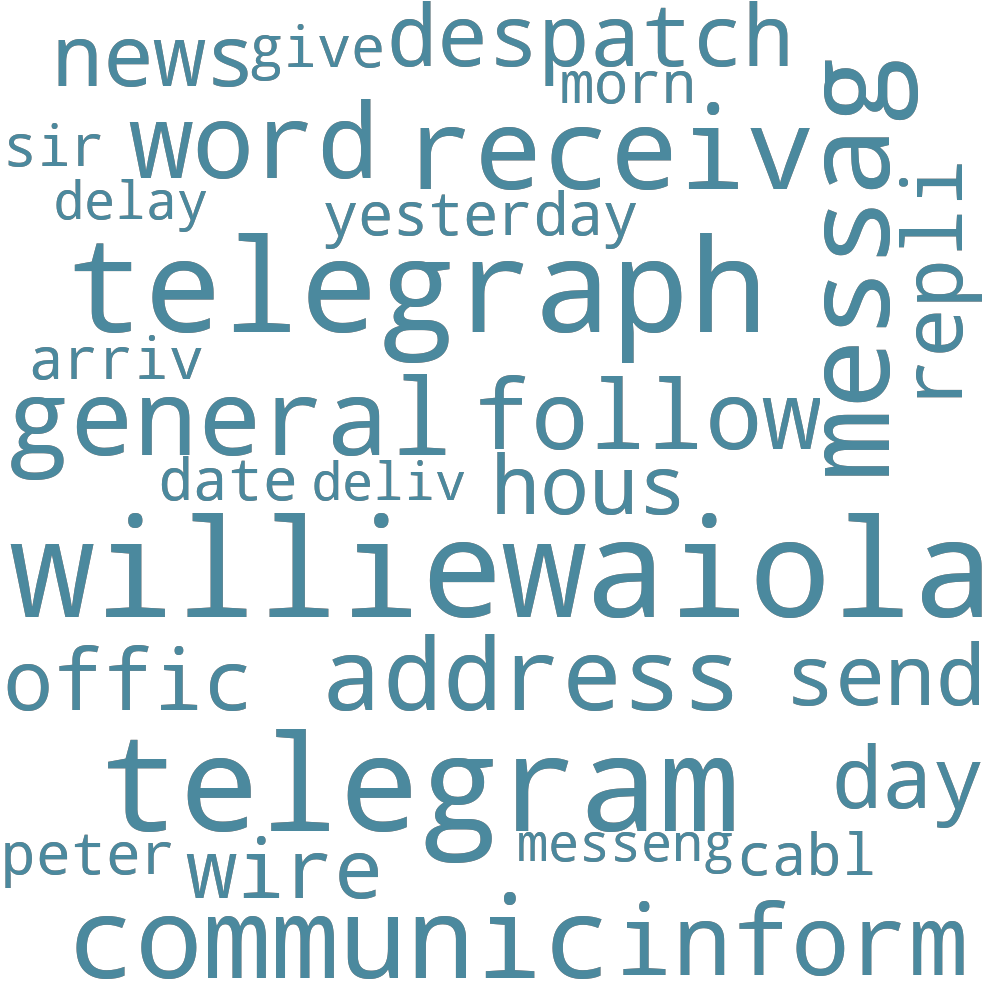 news give despatch
morn
sir word receiv messag
delay yesterday repli
telegraph
arriv
general follow
date deliv hous
williewaiola
offic address send
telegram day
peter wire messeng cabl
communic inform